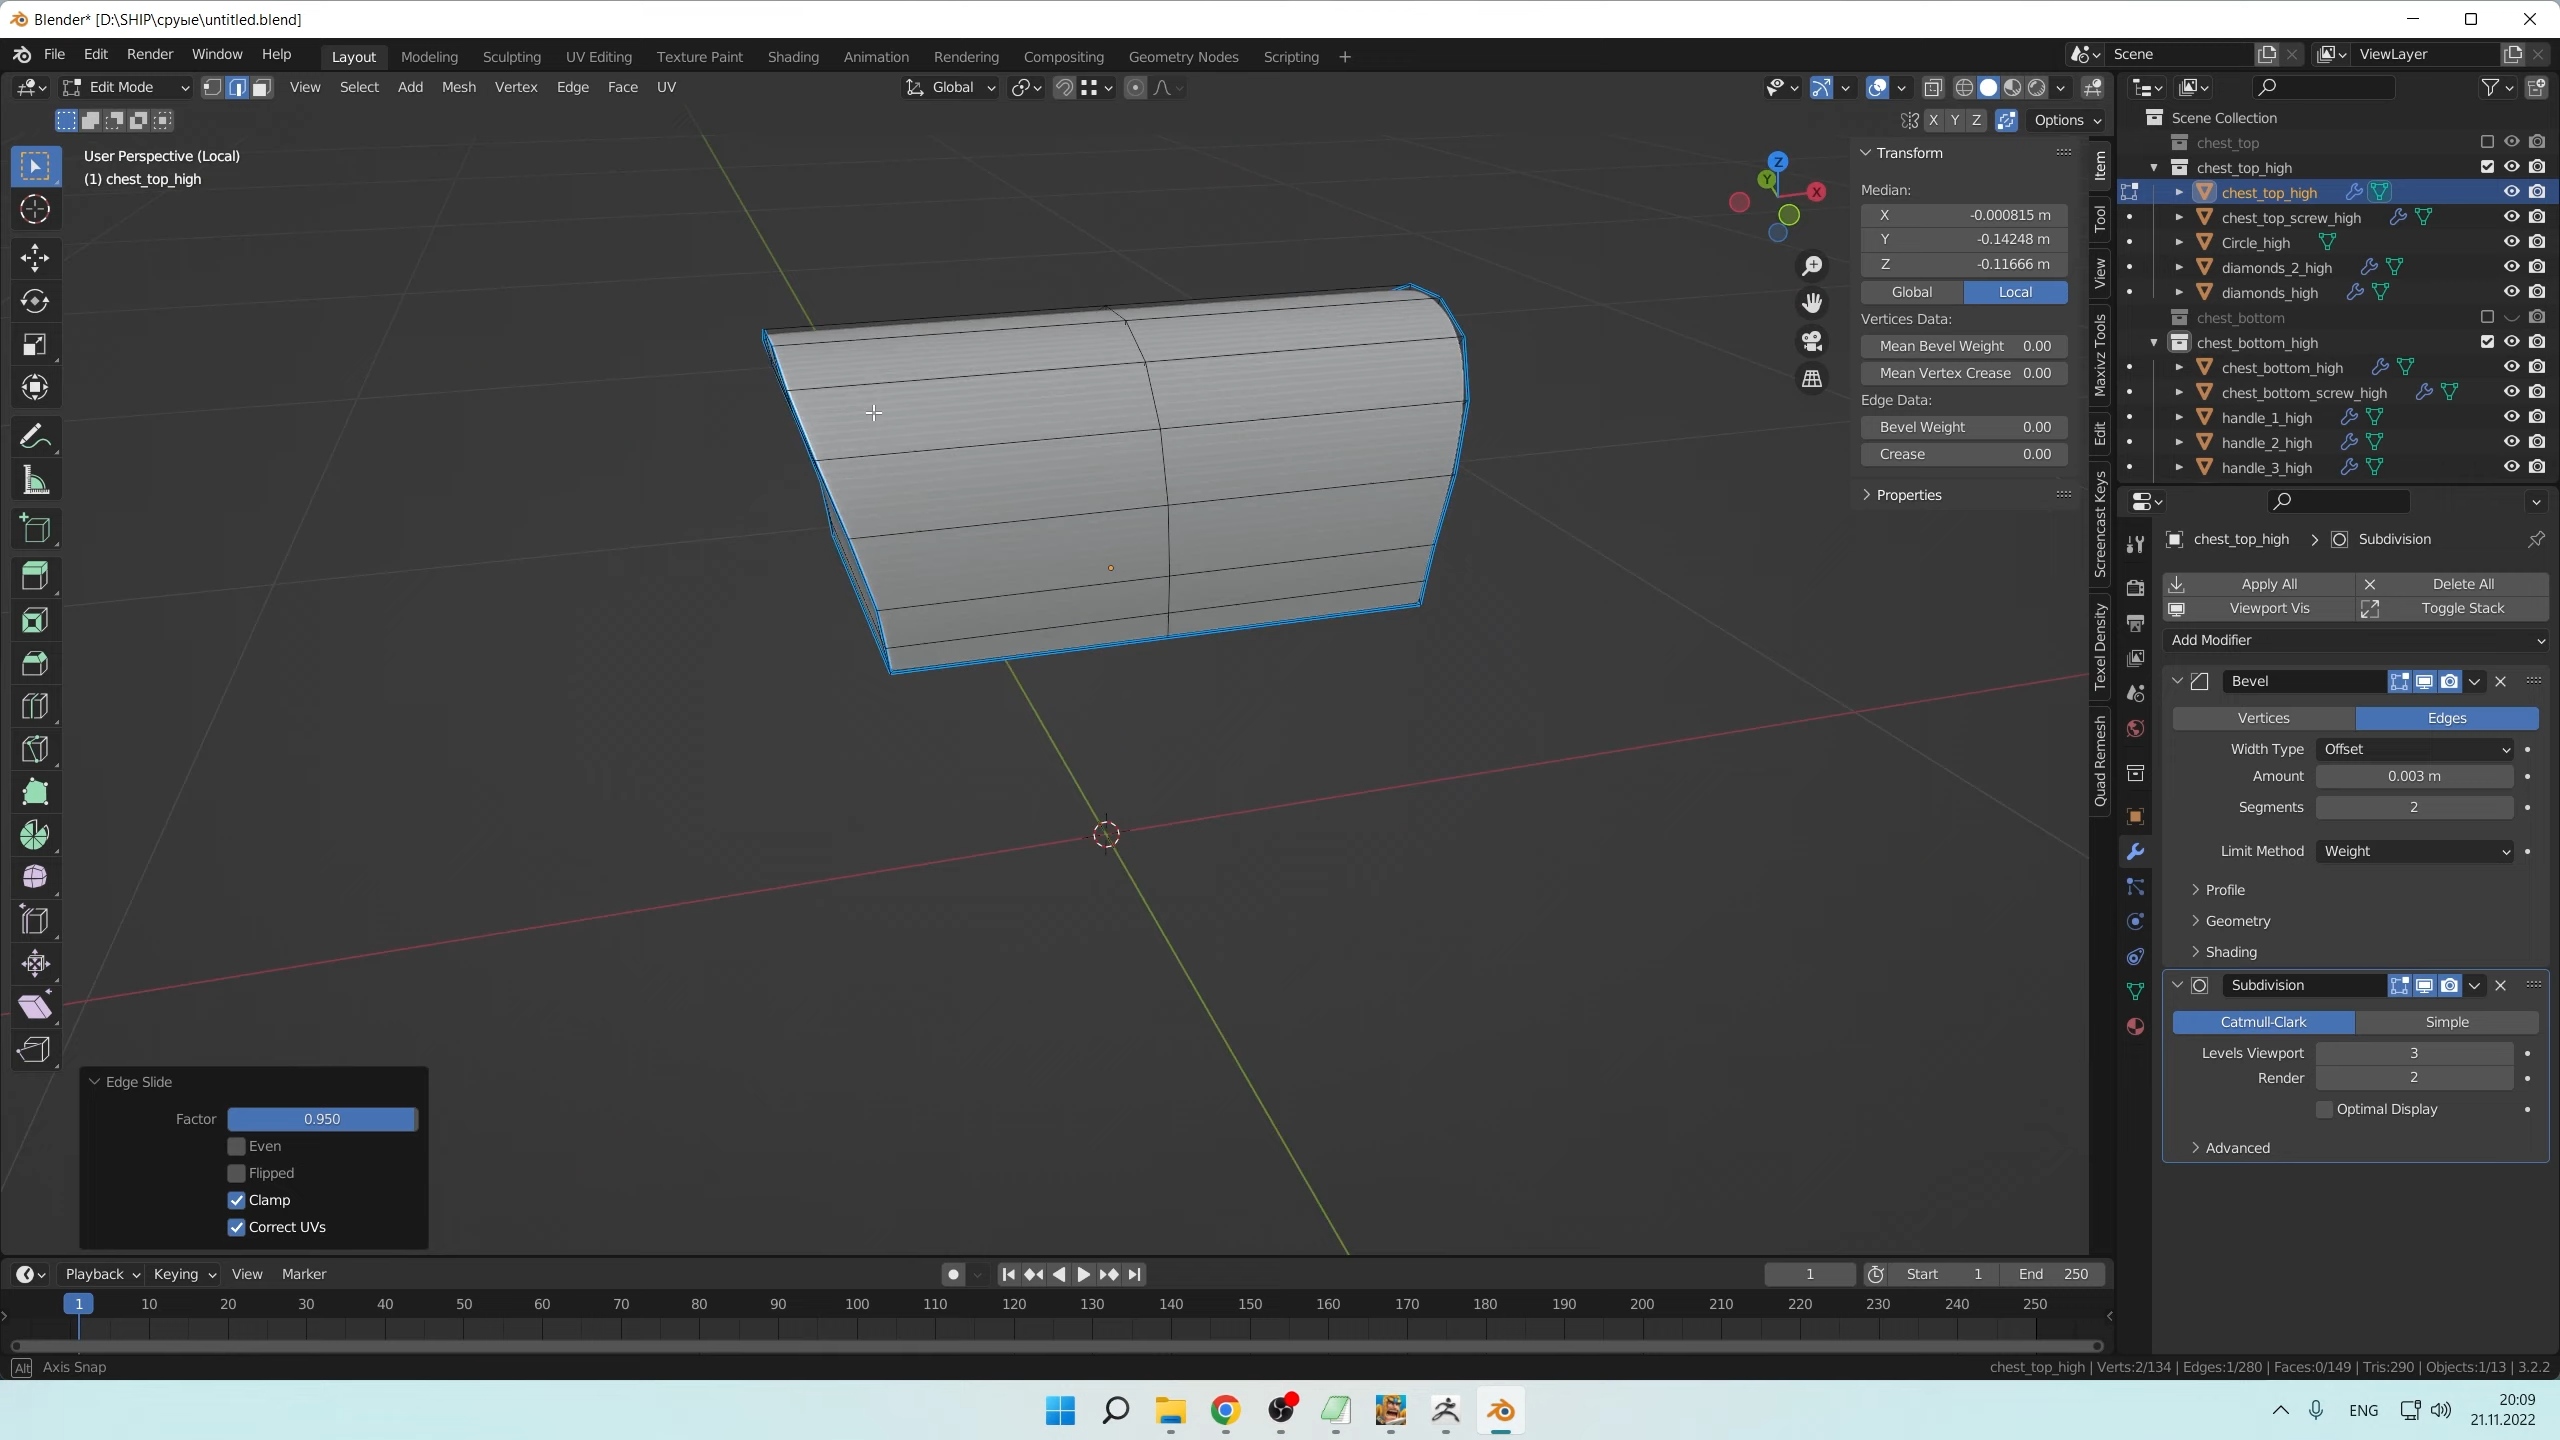 Blender* [D:\SHIP\сруые\untitled.blend]
File Edit Render Window Help Layout Modeling Sculpting UV Editing Texture Paint Shading Animation Rendering Compositing Geometry Nodes Scripting + Scene ViewLayer
Edit Mode View Select Add Mesh Vertex Edge Face UV Global
X Y Z Options
User Perspective (Local)
(1) chest_top_high
Z
Y
X
Transform
Median:
X -0.000815 m
Y -0.14248 m
Z -0.11666 m
Global Local
Vertices Data:
Mean Bevel Weight 0.00
Mean Vertex Crease 0.00
Edge Data:
Bevel Weight 0.00
Crease 0.00
Properties
Item
Tool
View
Maxivz Tools
Edit
Screencast Keys
Texel Density
Quad Remesh
Scene Collection
chest_top
chest_top_high
chest_top_high
chest_top_screw_high
Circle_high
diamonds_2_high
diamonds_high
chest_bottom
chest_bottom_high
chest_bottom_high
chest_bottom_screw_high
handle_1_high
handle_2_high
handle_3_high
chest_top_high > Subdivision
Apply All Delete All
Viewport Vis Toggle Stack
Add Modifier
Bevel
Vertices Edges
Width Type Offset
Amount 0.003 m
Segments 2
Limit Method Weight
Profile
Geometry
Shading
Subdivision
Catmull-Clark Simple
Levels Viewport 3
Render 2
Optimal Display
Advanced
Edge Slide
Factor 0.950
Even
Flipped
Clamp
Correct UVs
Playback Keying View Marker 1 Start 1 End 250
1 10 20 30 40 50 60 70 80 90 100 110 120 130 140 150 160 170 180 190 200 210 220 230 240 250
Alt Axis Snap
chest_top_high | Verts:2/134 | Edges:1/280 | Faces:0/149 | Tris:290 | Objects:1/13 | 3.2.2
ENG
20:09
21.11.2022